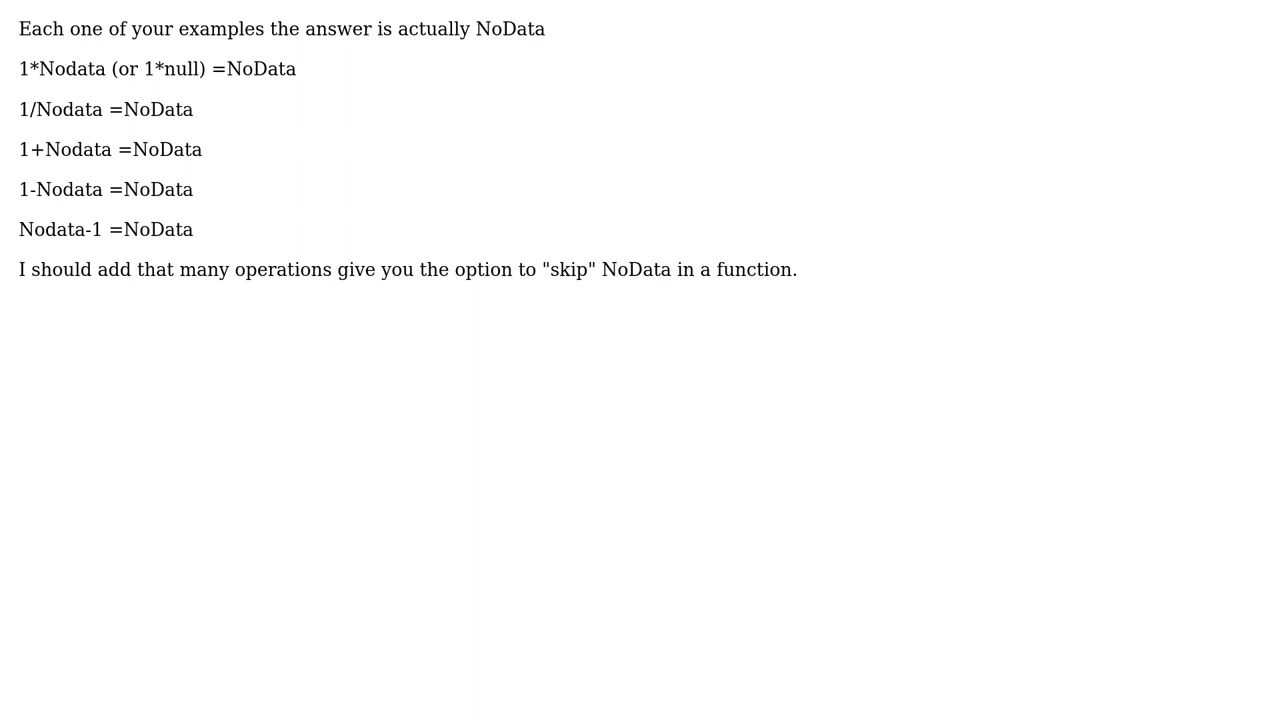 Each one of your examples the answer is actually NoData
1*Nodata (or 1*null) =NoData
1/Nodata =NoData
1+Nodata =NoData
1-Nodata =NoData
Nodata-1 =NoData
I should add that many operations give you the option to "skip" NoData in a function.